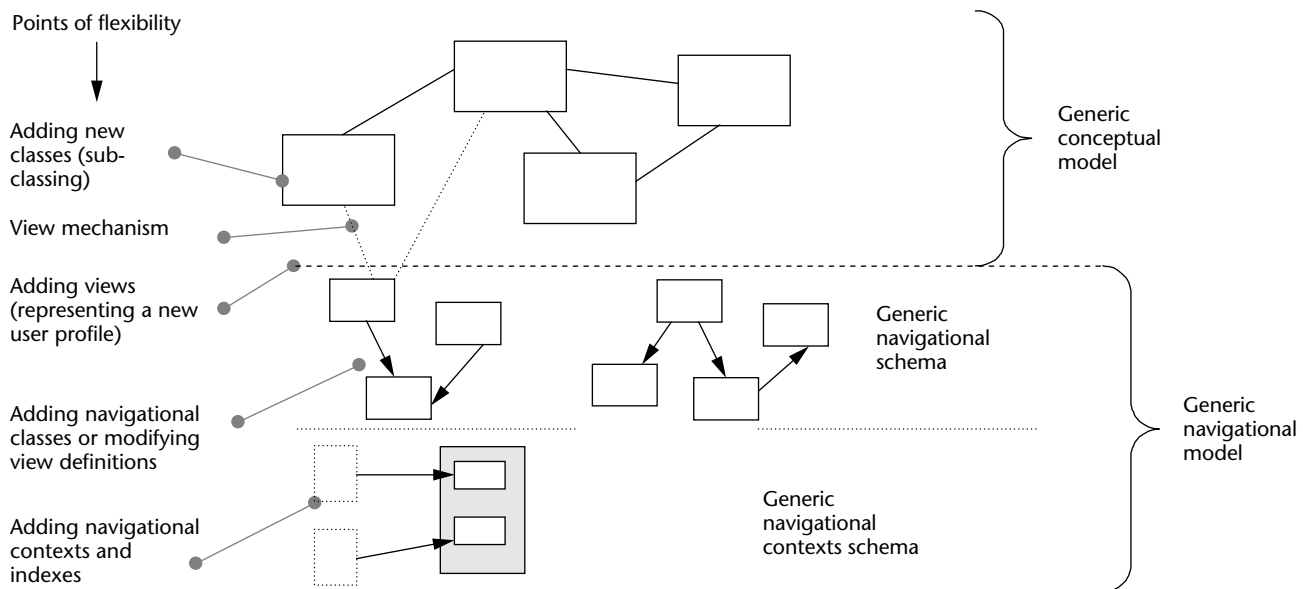 Points of flexibility
Adding new
classes (sub-
classing)
View mechanism
Adding views
(representing a new
user profile)
Adding navigational
classes or modifying
view definitions
Adding navigational
contexts and
indexes
Generic
conceptual
model
Generic
navigational
schema
Generic
navigational
model
Generic
navigational
contexts schema